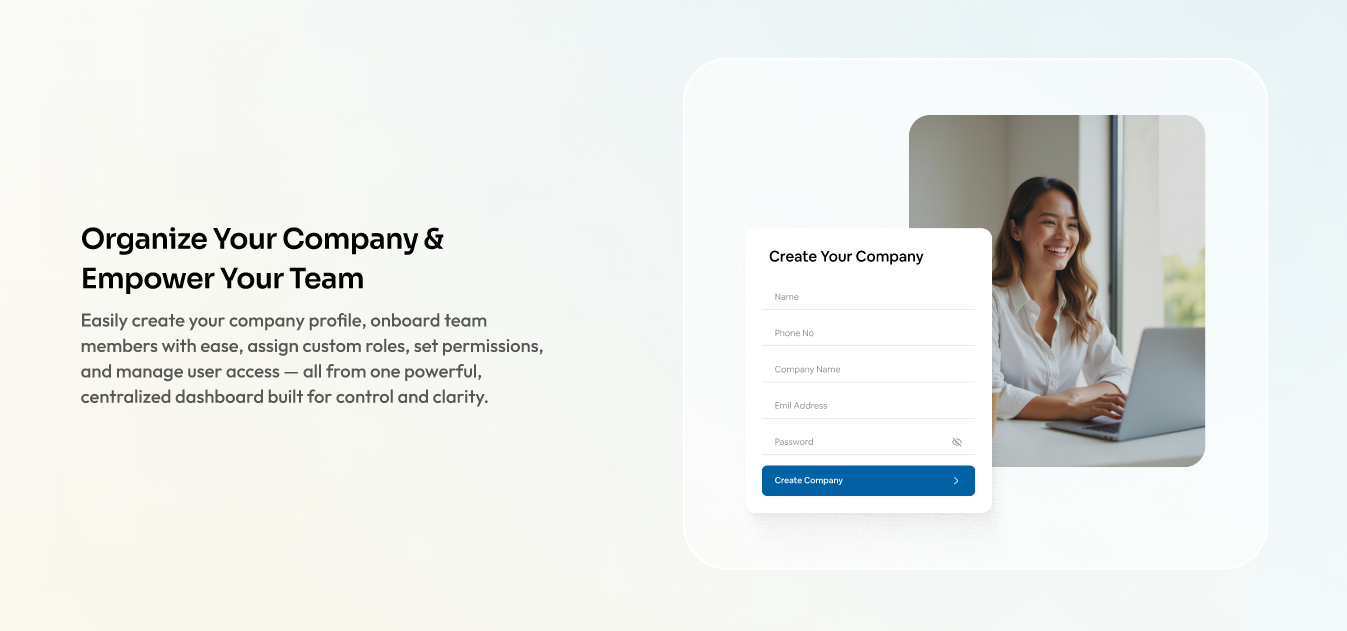 Organize Your Company &
Empower Your Team
Easily create your company profile, onboard team
members with ease, assign custom roles, set permissions,
and manage user access — all from one powerful,
centralized dashboard built for control and clarity.
Create Your Company
Name
Phone No
Company Name
Emil Address
Password
Create Company